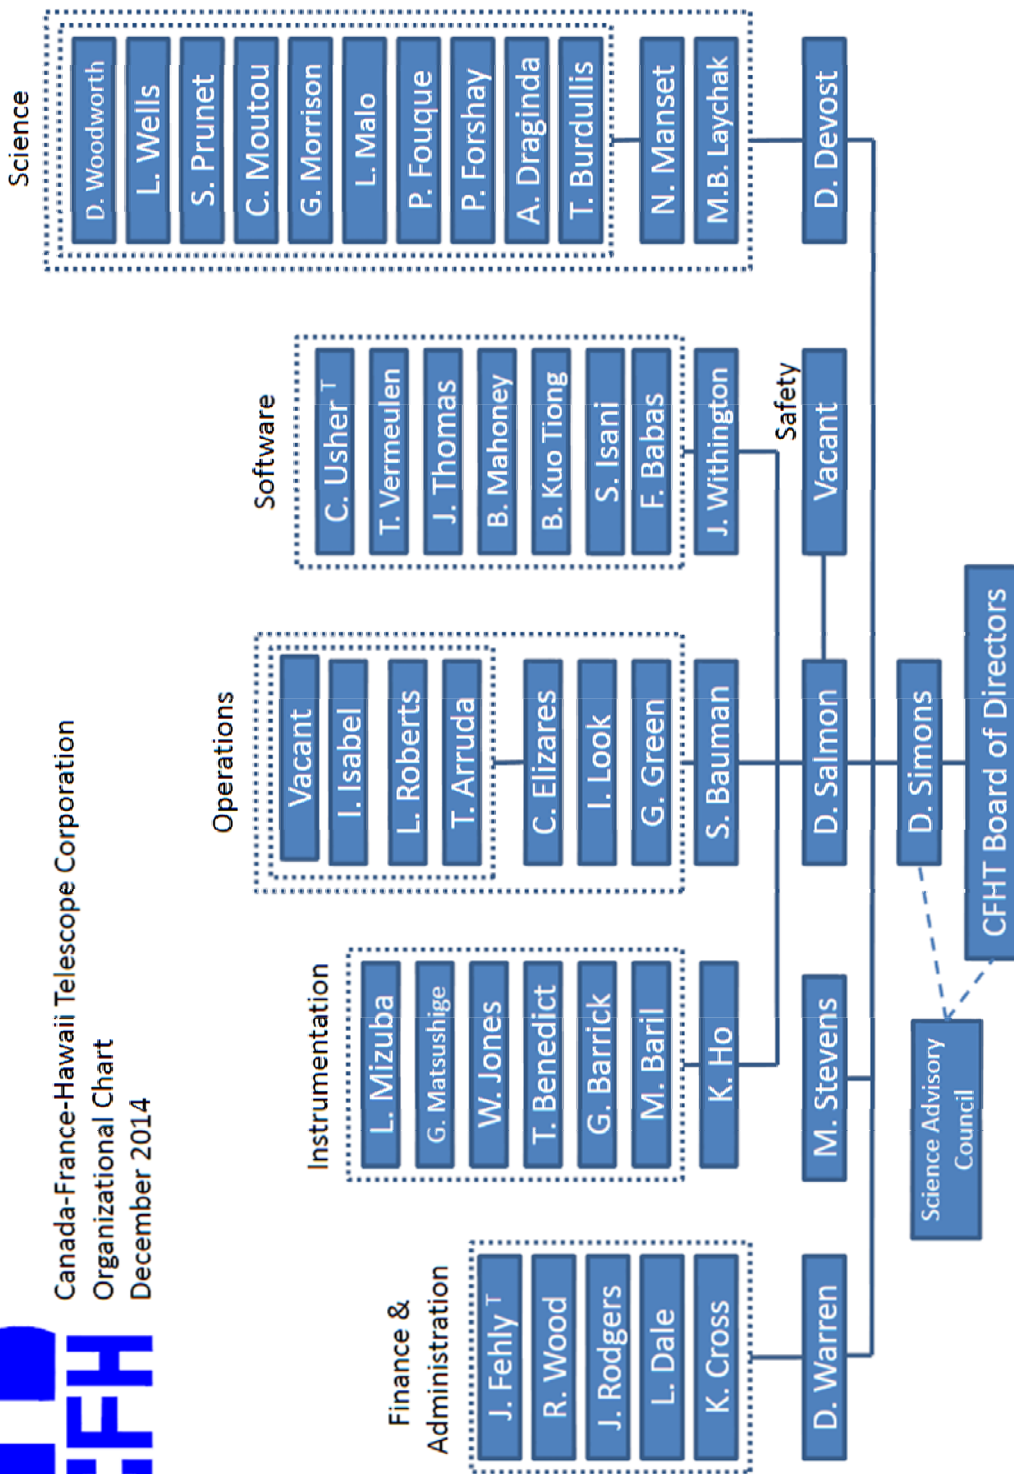 CFH
Canada-France-Hawaii Telescope Corporation
Organizational Chart
December 2014
Finance &
Administration
J. Fehly T
R. Wood
J. Rodgers
L. Dale
K. Cross
D. Warren
Instrumentation
L. Mizuba
G. Matsushige
W. Jones
T. Benedict
G. Barrick
M. Baril
K. Ho
M. Stevens
Operations
Vacant
I. Isabel
L. Roberts
T. Arruda
C. Elizares
I. Look
G. Green
S. Bauman
D. Salmon
Software
C. Usher T
T. Vermeulen
J. Thomas
B. Mahoney
B. Kuo Tiong
S. Isani
F. Babas
J. Withington
Safety
Vacant
Science
D. Woodworth
L. Wells
S. Prunet
C. Moutou
G. Morrison
L. Malo
P. Fouque
P. Forshay
A. Draginda
T. Burdullis
N. Manset
M.B. Laychak
D. Devost
D. Simons
Science Advisory
Council
CFHT Board of Directors